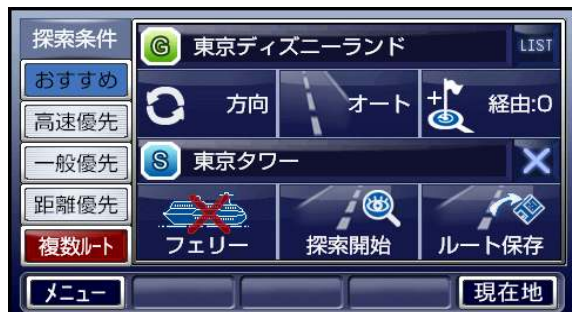 探索条件
G 東京ディズニーランド LIST
おすすめ
方向 オート 経由:0
高速優先
一般優先
S 東京タワー
距離優先
複数ルート
フェリー 探索開始 ルート保存
メニュー 現在地